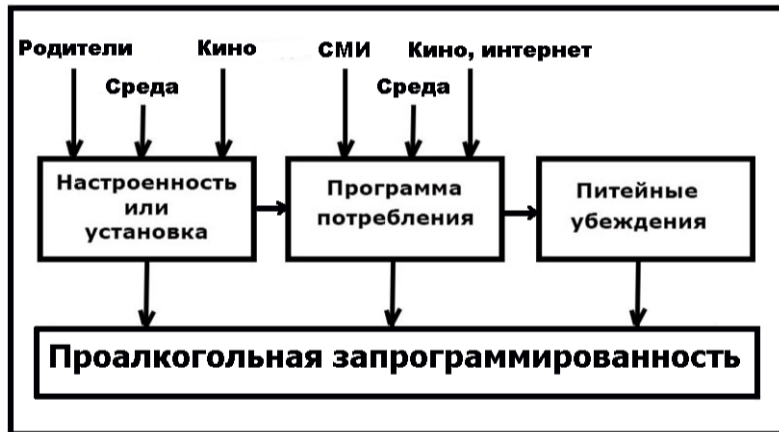 Родители
Кино
СМИ
Кино, интернет
Среда
Среда
Настроенность
или
установка
Программа
потребления
Питейные
убеждения
Проалкогольная запрограммированность